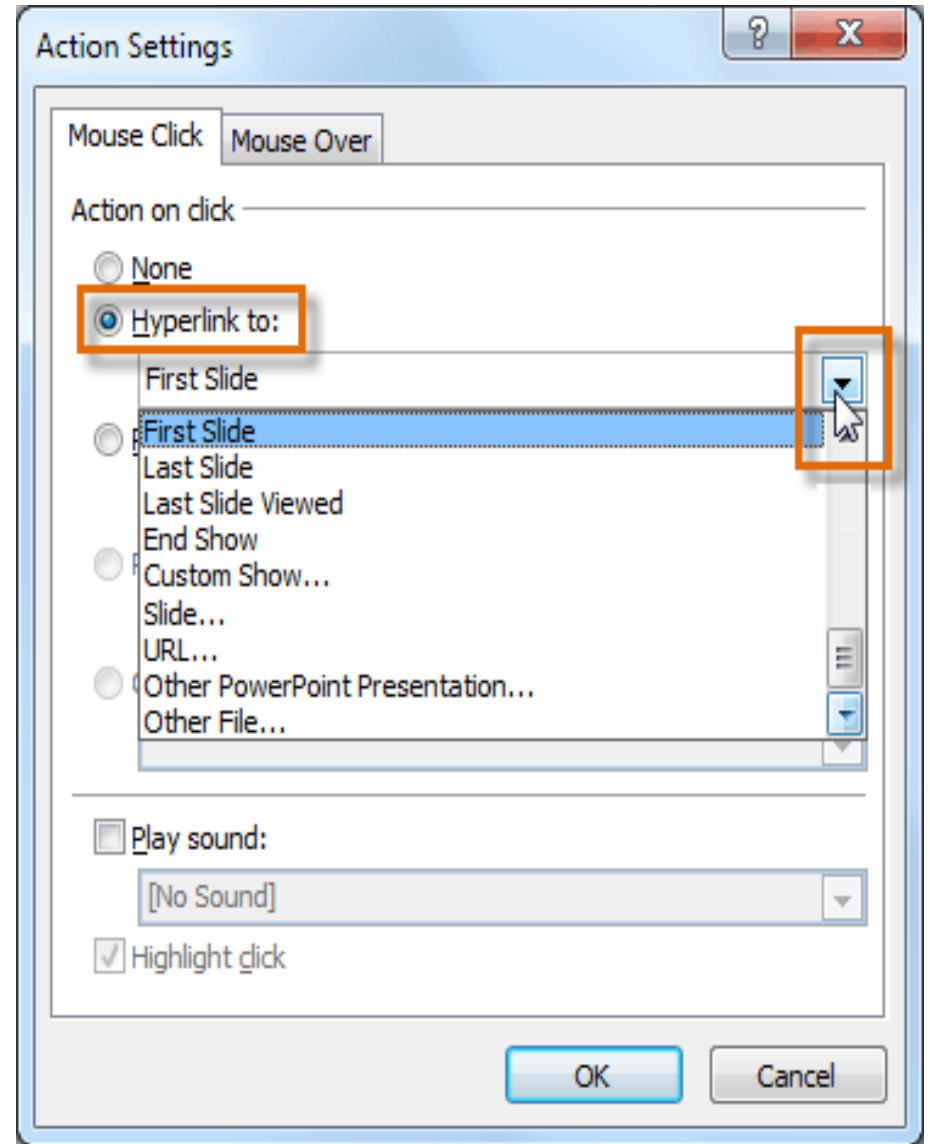 Action Settings
Mouse Click Mouse Over
Action on click
None
Hyperlink to:
First Slide
First Slide
Last Slide
Last Slide Viewed
End Show
Custom Show...
Slide...
URL...
Other PowerPoint Presentation...
Other File...
Play sound:
[No Sound]
Highlight click
OK Cancel